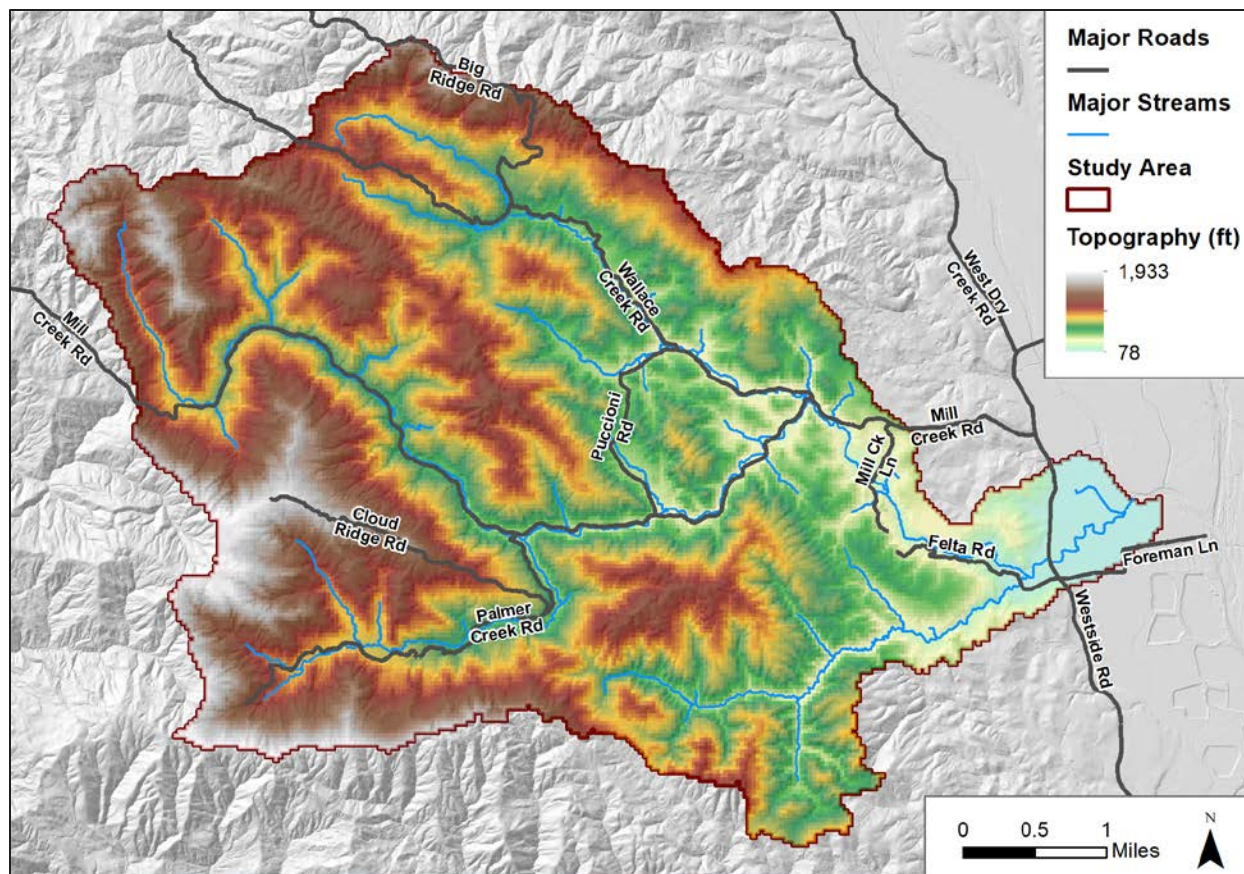 Big
Ridge Rd
Mill
Creek Rd
Wallace
Creek Rd
Puccioni
Rd
Cloud
Ridge Rd
Palmer
Creek Rd
West Dry
Creek Rd
Mill
Creek Rd
Mill Ck
Ln
Felta Rd
Foreman Ln
Westside Rd
Major Roads
Major Streams
Study Area
Topography (ft)
1,933
78
0 0.5 1
Miles
N